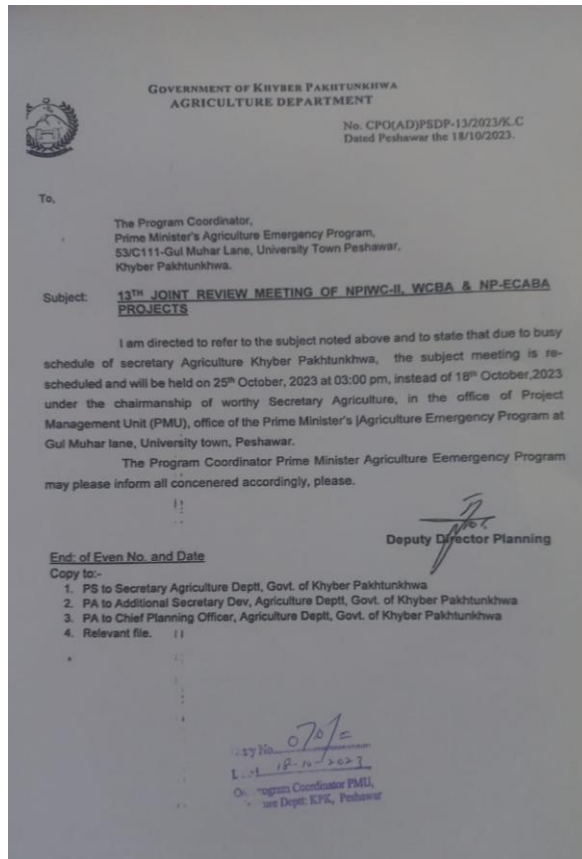 GOVERNMENT OF KHYBER PAKHTUNKHWA
AGRICULTURE DEPARTMENT
No. CPO(AD)PSDP-13/2023/K.C
Dated Peshawar the 18/10/2023.
To,
The Program Coordinator,
Prime Minister's Agriculture Emergency Program,
53/C111-Gul Muhar Lane, University Town Peshawar,
Khyber Pakhtunkhwa.
Subject: 13TH JOINT REVIEW MEETING OF NPIWC-II, WCBA & NP-ECABA
PROJECTS
I am directed to refer to the subject noted above and to state that due to busy
schedule of secretary Agriculture Khyber Pakhtunkhwa, the subject meeting is re-
scheduled and will be held on 25th October, 2023 at 03:00 pm, instead of 18th October,2023
under the chairmanship of worthy Secretary Agriculture, in the office of Project
Management Unit (PMU), office of the Prime Minister's |Agriculture Emergency Program at
Gul Muhar lane, University town, Peshawar.
The Program Coordinator Prime Minister Agriculture Eemergency Program
may please inform all concenered accordingly, please.
Deputy Director Planning
End: of Even No. and Date
Copy to:-
1. PS to Secretary Agriculture Deptt, Govt. of Khyber Pakhtunkhwa
2. PA to Additional Secretary Dev, Agriculture Deptt, Govt. of Khyber Pakhtunkhwa
3. PA to Chief Planning Officer, Agriculture Deptt, Govt. of Khyber Pakhtunkhwa
4. Relevant file.
No.
18-10-2023
Coordinator PMU,
Deptt: KPK, Peshawar